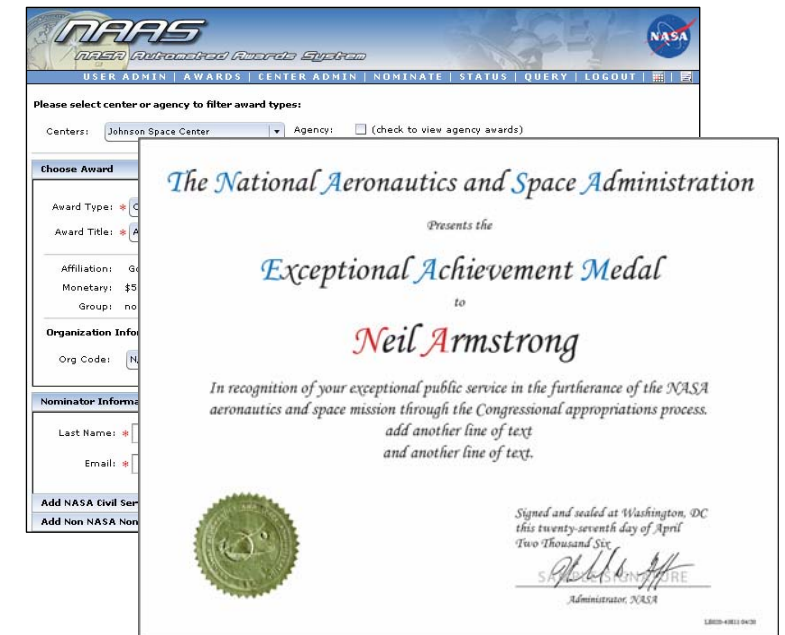 NAAS
NASA Automated Awards System
NASA
USER ADMIN | AWARDS | CENTER ADMIN | NOMINATE | STATUS | QUERY | LOGOUT
Please select center or agency to filter award types:
Centers: Johnson Space Center Agency: (check to view agency awards)
Choose Award
Award Type: *
Award Title: *
Affiliation:
Monetary: $5
Group: no
Organization
Org Code:
Nominator
Last Name: *
Email: *
Add NASA Civil
Add Non NASA
The National Aeronautics and Space Administration
Presents the
Exceptional Achievement Medal
to
Neil Armstrong
In recognition of your exceptional public service in the furtherance of the NASA
aeronautics and space mission through the Congressional appropriations process.
add another line of text
and another line of text.
Signed and sealed at Washington, DC
this twenty-seventh day of April
Two Thousand Six
SAMPLE SIGNATURE
Administrator, NASA